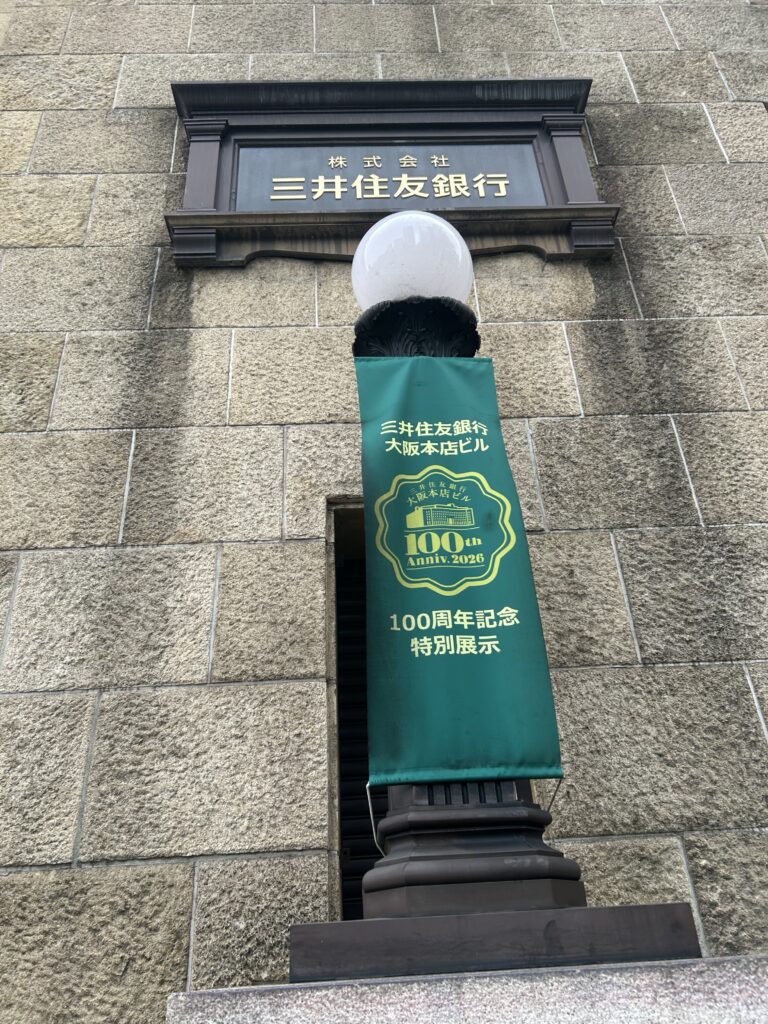 株式会社
三井住友銀行
三井住友銀行
大阪本店ビル
三井住友銀行
大阪本店ビル
100th
Anniv. 2026
100周年記念
特別展示